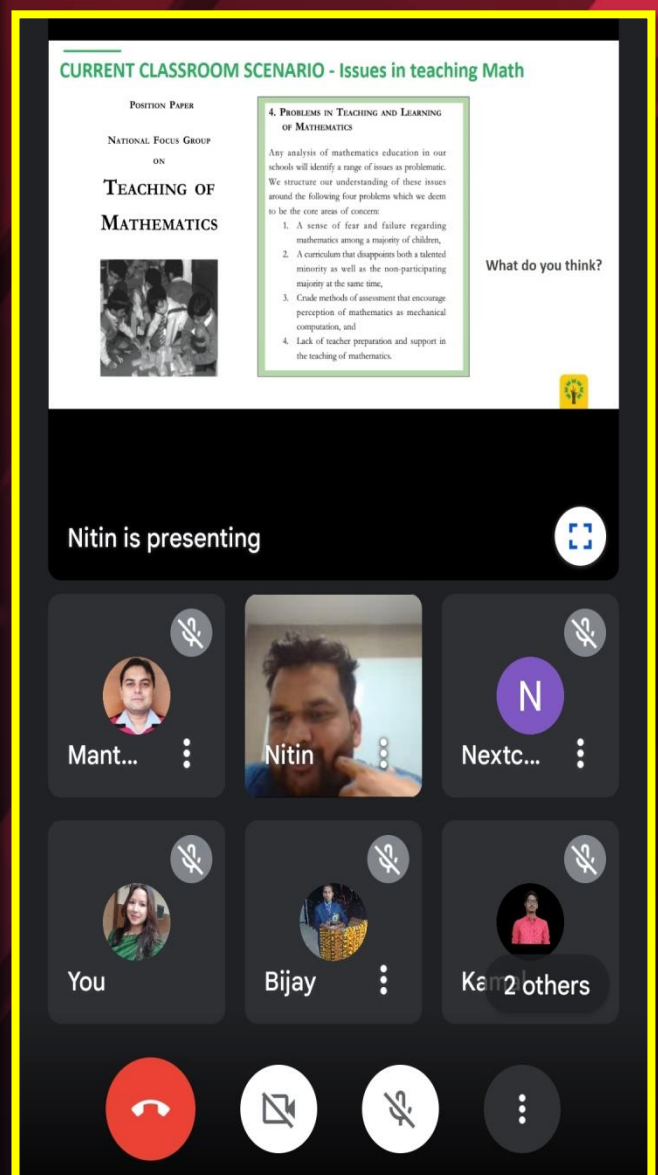 CURRENT CLASSROOM SCENARIO - Issues in teaching Math
POSITION PAPER
NATIONAL FOCUS GROUP
ON
TEACHING OF
MATHEMATICS
4. PROBLEMS IN TEACHING AND LEARNING
OF MATHEMATICS
Any analysis of mathematics education in our
schools will identify a range of issues as problematic.
We structure our understanding of these issues
around the following four problems which we deem
to be the core areas of concern:
1. A sense of fear and failure regarding
mathematics among a majority of children,
2. A curriculum that disappoints both a talented
minority as well as the non-participating
majority at the same time,
3. Crude methods of assessment that encourage
perception of mathematics as mechanical
computation, and
4. Lack of teacher preparation and support in
the teaching of mathematics.
What do you think?
Nitin is presenting
Mant...
Nitin
N
Nextc...
You
Bijay
Kamal
2 others